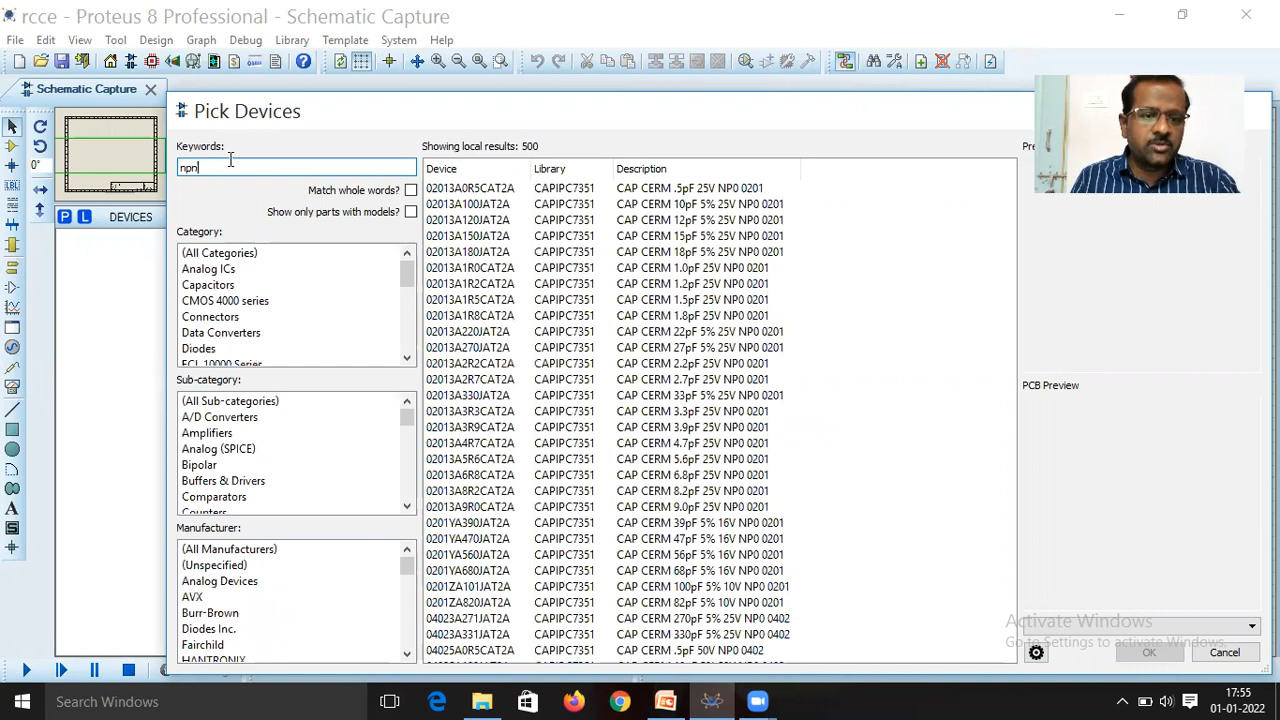 rcce - Proteus 8 Professional - Schematic Capture
File Edit View Tool Design Graph Debug Library Template System Help
Schematic Capture
Pick Devices
Keywords:
npn
Match whole words?
Show only parts with models?
Category:
(All Categories)
Analog ICs
Capacitors
CMOS 4000 series
Connectors
Data Converters
Diodes
ECL 10000 Series
Sub-category:
(All Sub-categories)
A/D Converters
Amplifiers
Analog (SPICE)
Bipolar
Buffers & Drivers
Comparators
Counters
Manufacturer:
(All Manufacturers)
(Unspecified)
Analog Devices
AVX
Burr-Brown
Diodes Inc.
Fairchild
HANTRONIX
0°
LBL
P L DEVICES
Showing local results: 500
Device Library Description
02013A0R5CAT2A CAPIPC7351 CAP CERM .5pF 25V NP0 0201
02013A100JAT2A CAPIPC7351 CAP CERM 10pF 5% 25V NP0 0201
02013A120JAT2A CAPIPC7351 CAP CERM 12pF 5% 25V NP0 0201
02013A150JAT2A CAPIPC7351 CAP CERM 15pF 5% 25V NP0 0201
02013A180JAT2A CAPIPC7351 CAP CERM 18pF 5% 25V NP0 0201
02013A1R0CAT2A CAPIPC7351 CAP CERM 1.0pF 25V NP0 0201
02013A1R2CAT2A CAPIPC7351 CAP CERM 1.2pF 25V NP0 0201
02013A1R5CAT2A CAPIPC7351 CAP CERM 1.5pF 25V NP0 0201
02013A1R8CAT2A CAPIPC7351 CAP CERM 1.8pF 25V NP0 0201
02013A220JAT2A CAPIPC7351 CAP CERM 22pF 5% 25V NP0 0201
02013A270JAT2A CAPIPC7351 CAP CERM 27pF 5% 25V NP0 0201
02013A2R2CAT2A CAPIPC7351 CAP CERM 2.2pF 25V NP0 0201
02013A2R7CAT2A CAPIPC7351 CAP CERM 2.7pF 25V NP0 0201
02013A330JAT2A CAPIPC7351 CAP CERM 33pF 5% 25V NP0 0201
02013A3R3CAT2A CAPIPC7351 CAP CERM 3.3pF 25V NP0 0201
02013A3R9CAT2A CAPIPC7351 CAP CERM 3.9pF 25V NP0 0201
02013A4R7CAT2A CAPIPC7351 CAP CERM 4.7pF 25V NP0 0201
02013A5R6CAT2A CAPIPC7351 CAP CERM 5.6pF 25V NP0 0201
02013A6R8CAT2A CAPIPC7351 CAP CERM 6.8pF 25V NP0 0201
02013A8R2CAT2A CAPIPC7351 CAP CERM 8.2pF 25V NP0 0201
02013A9R0CAT2A CAPIPC7351 CAP CERM 9.0pF 25V NP0 0201
0201YA390JAT2A CAPIPC7351 CAP CERM 39pF 5% 16V NP0 0201
0201YA470JAT2A CAPIPC7351 CAP CERM 47pF 5% 16V NP0 0201
0201YA560JAT2A CAPIPC7351 CAP CERM 56pF 5% 16V NP0 0201
0201YA680JAT2A CAPIPC7351 CAP CERM 68pF 5% 16V NP0 0201
0201ZA101JAT2A CAPIPC7351 CAP CERM 100pF 5% 10V NP0 0201
0201ZA820JAT2A CAPIPC7351 CAP CERM 82pF 5% 10V NP0 0201
04023A271JAT2A CAPIPC7351 CAP CERM 270pF 5% 25V NP0 0402
04023A331JAT2A CAPIPC7351 CAP CERM 330pF 5% 25V NP0 0402
04025A0R5CAT2A CAPIPC7351 CAP CERM .5pF 50V NP0 0402
PCB Preview
Activate Windows
Go to Settings to activate Windows.
OK Cancel
Search Windows
17:55
01-01-2022